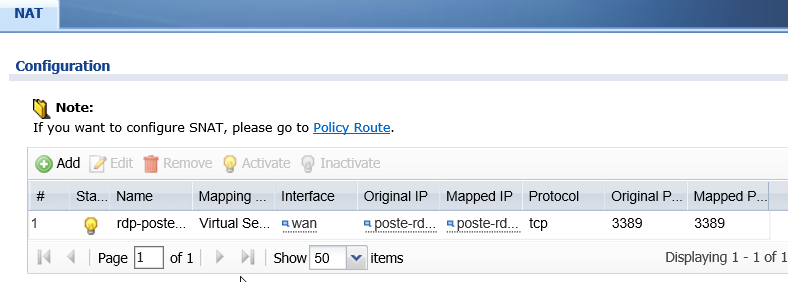 NAT
Configuration
Note:
If you want to configure SNAT, please go to Policy Route.
Add Edit Remove Activate Inactivate
# Sta... Name Mapping ... Interface Original IP Mapped IP Protocol Original P... Mapped P...
1 rdp-poste... Virtual Se... wan poste-rd... poste-rd... tcp 3389 3389
Page 1 of 1 Show 50 items Displaying 1 - 1 of 1